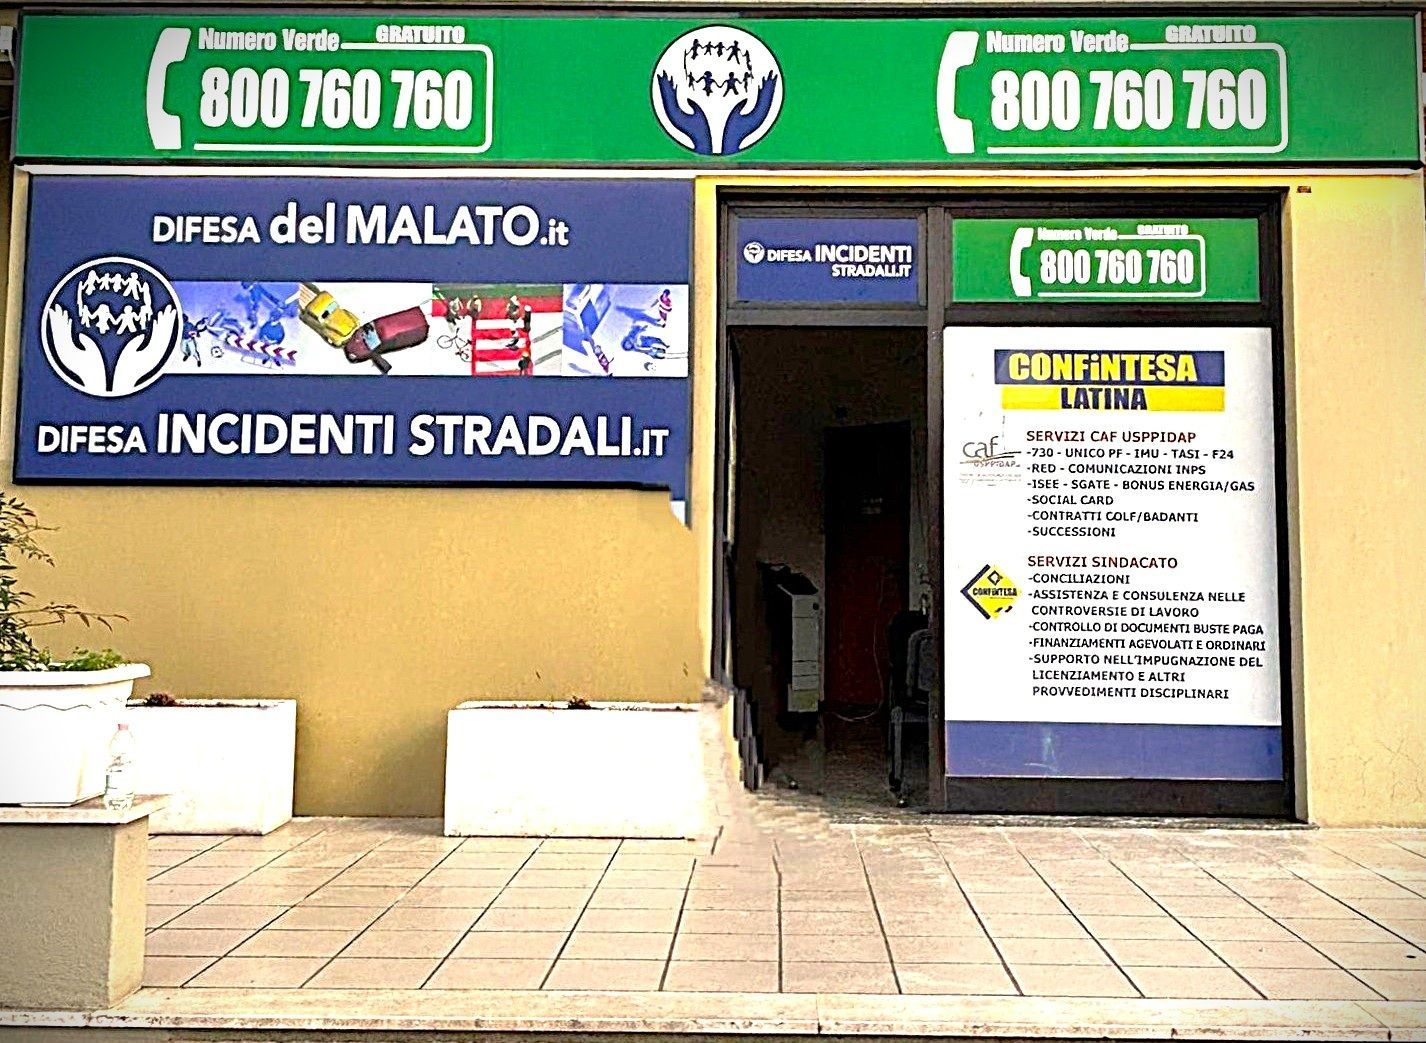 Numero Verde GRATUITO
800 760 760
Numero Verde GRATUITO
800 760 760
DIFESA del MALATO.it
DIFESA INCIDENTI STRADALI.IT
DIFESA INCIDENTI
STRADALI.IT
Numero Verde GRATUITO
800 760 760
CONFiNTESA
LATINA
caf
USPPIDAP
SERVIZI CAF USPPIDAP
-730 - UNICO PF - IMU - TASI - F24
-RED - COMUNICAZIONI INPS
-ISEE - SGATE - BONUS ENERGIA/GAS
-SOCIAL CARD
-CONTRATTI COLF/BADANTI
-SUCCESSIONI
CONFINTESA
SERVIZI SINDACATO
-CONCILIAZIONI
-ASSISTENZA E CONSULENZA NELLE
CONTROVERSIE DI LAVORO
-CONTROLLO DI DOCUMENTI BUSTE PAGA
-FINANZIAMENTI AGEVOLATI E ORDINARI
-SUPPORTO NELL'IMPUGNAZIONE DEL
LICENZIAMENTO E ALTRI
PROVVEDIMENTI DISCIPLINARI